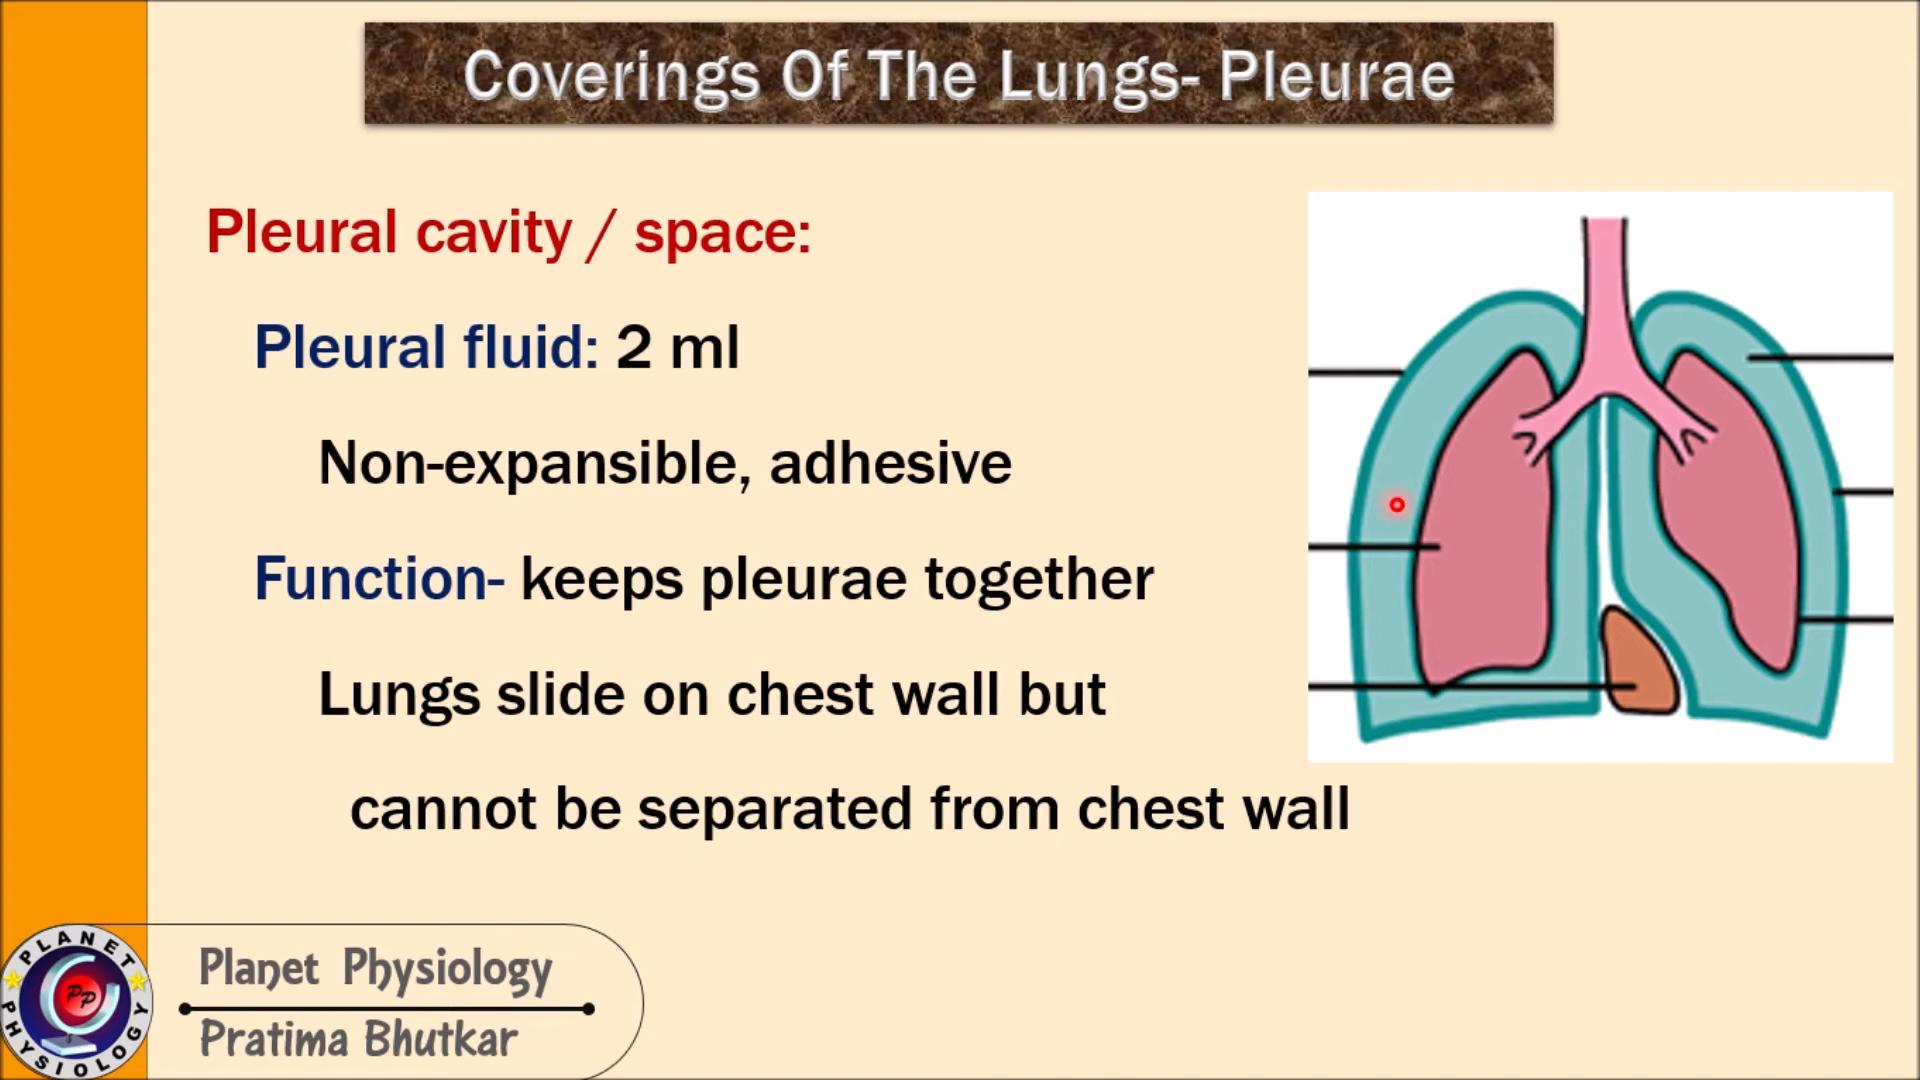 Coverings Of The Lungs- Pleurae
Pleural cavity / space:
Pleural fluid: 2 ml
Non-expansible, adhesive
Function- keeps pleurae together
Lungs slide on chest wall but
cannot be separated from chest wall
PLANET
PP
PHYSIOLOGY
Planet Physiology
Pratima Bhutkar